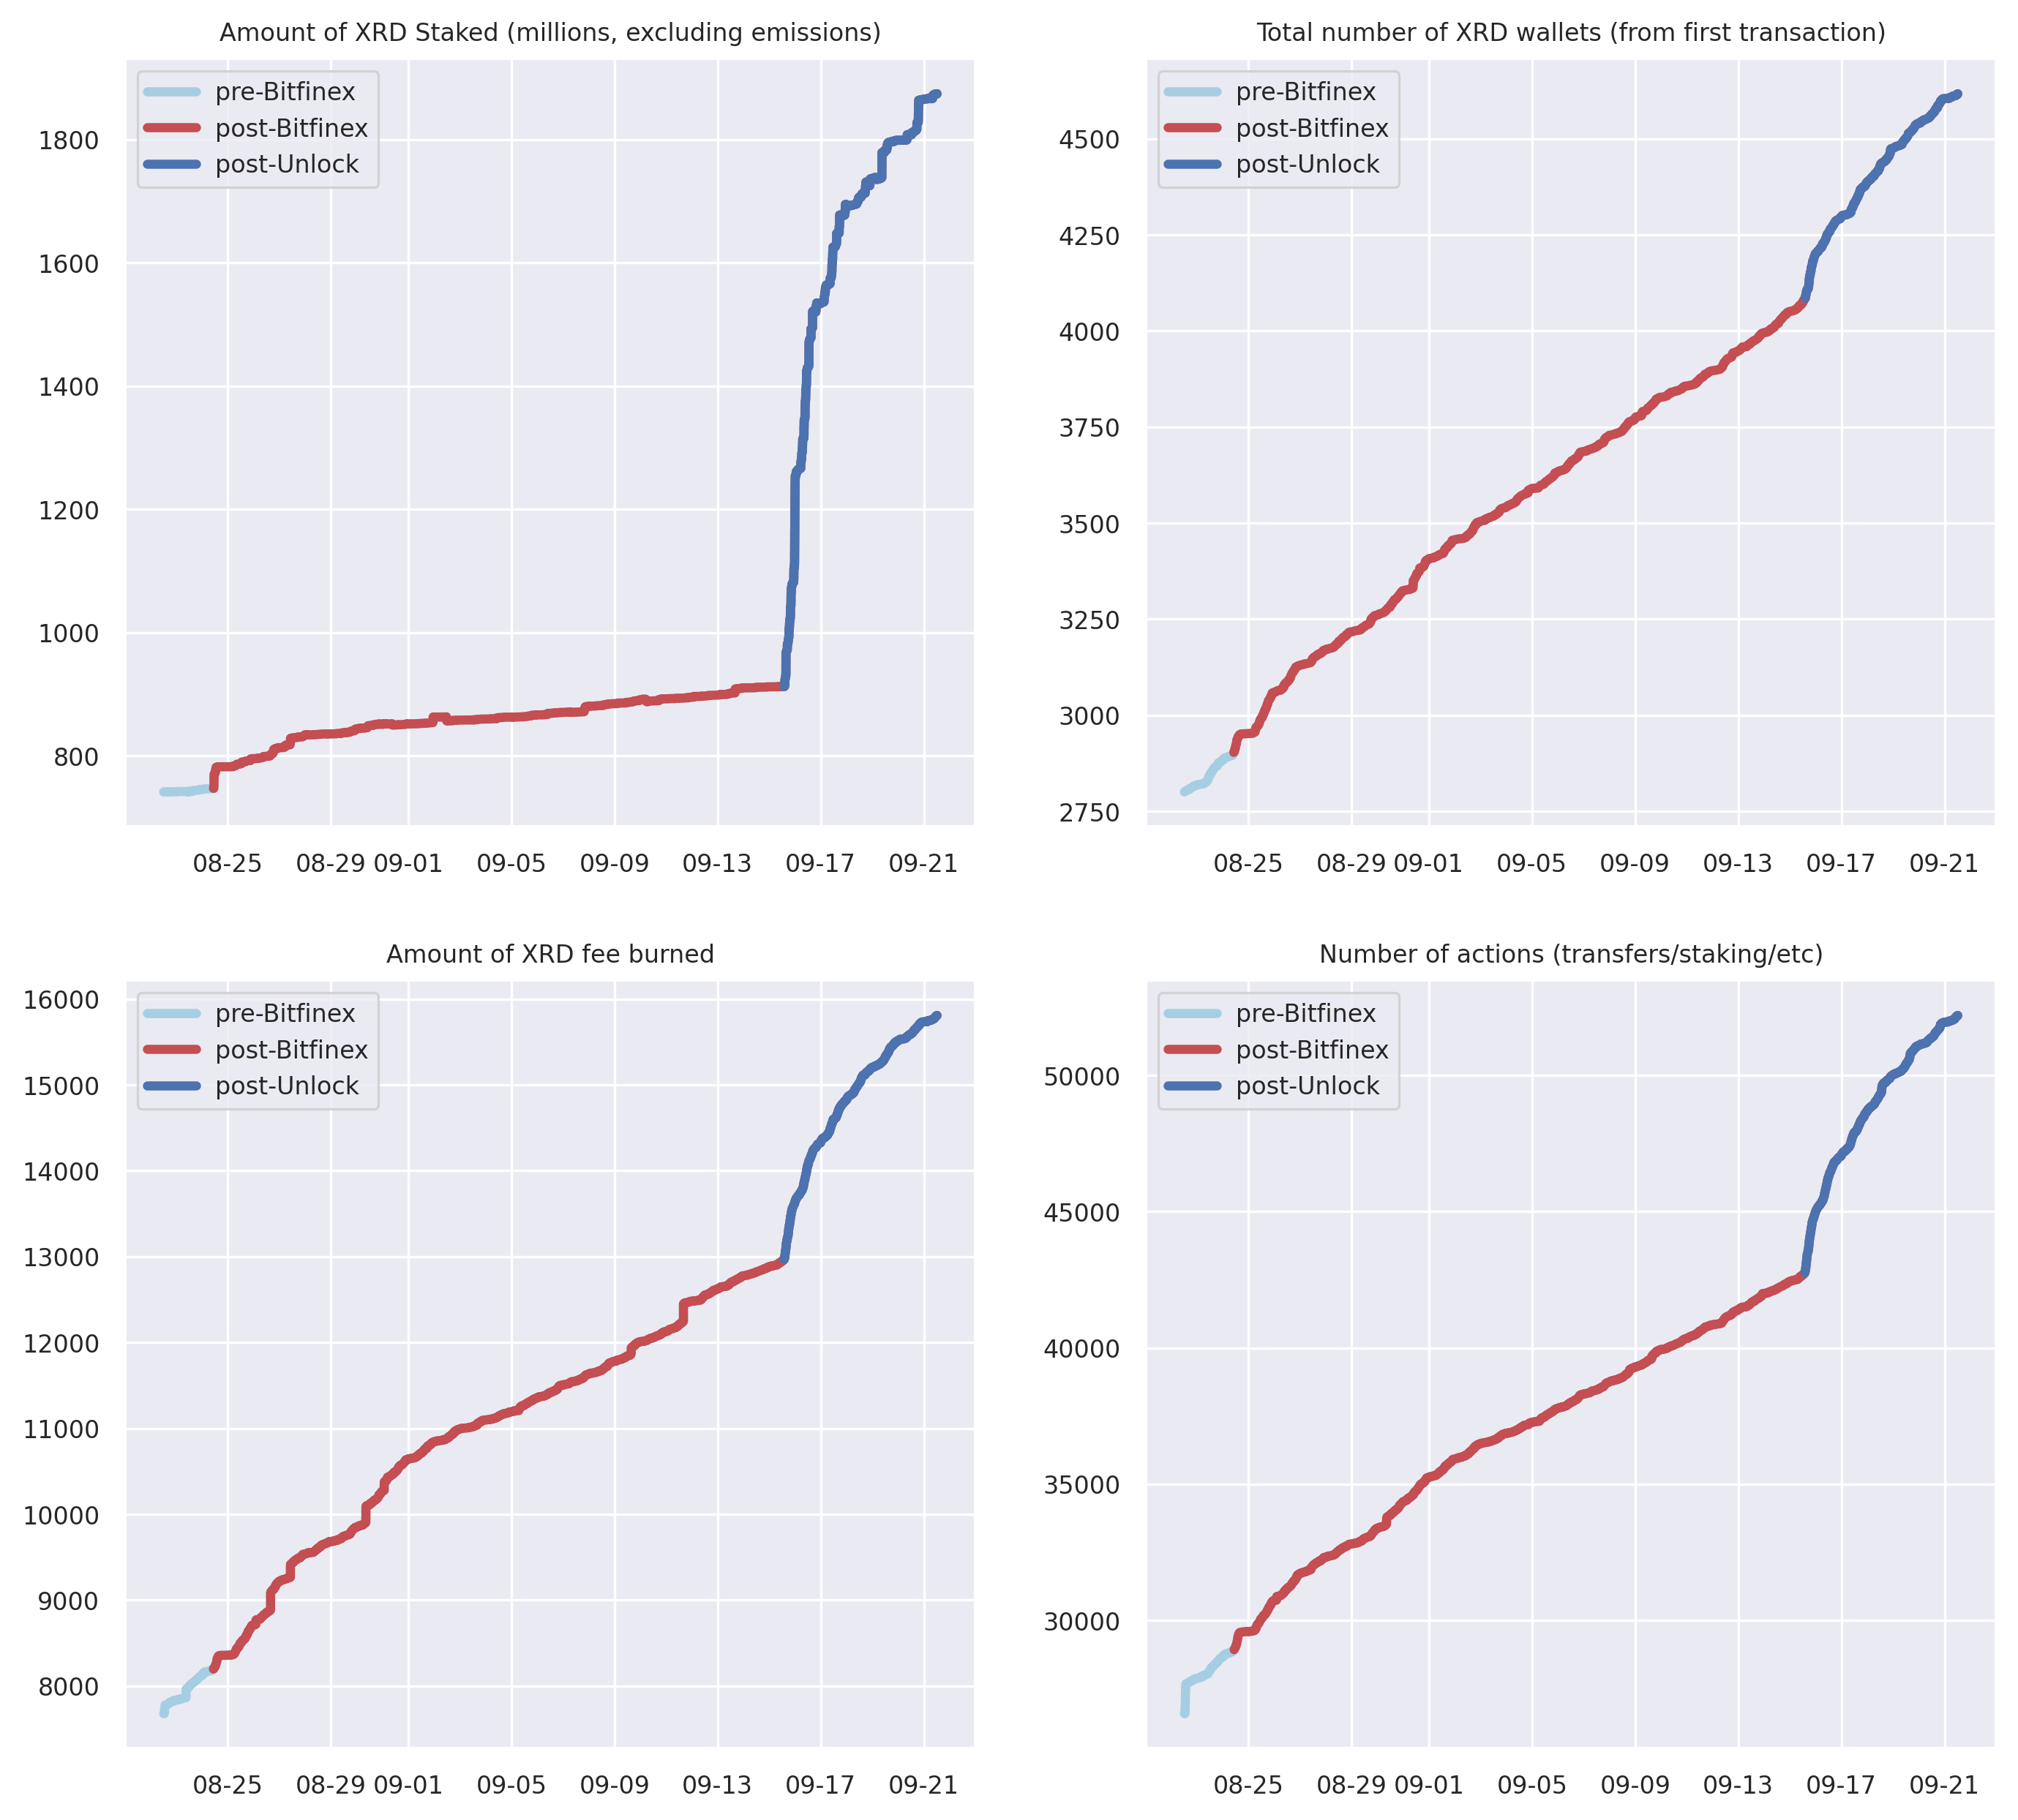 Amount of XRD Staked (millions, excluding emissions)
pre-Bitfinex
post-Bitfinex
post-Unlock
1800
1600
1400
1200
1000
800
08-25 08-29 09-01 09-05 09-09 09-13 09-17 09-21
Total number of XRD wallets (from first transaction)
pre-Bitfinex
post-Bitfinex
post-Unlock
4500
4250
4000
3750
3500
3250
3000
2750
08-25 08-29 09-01 09-05 09-09 09-13 09-17 09-21
Amount of XRD fee burned
pre-Bitfinex
post-Bitfinex
post-Unlock
16000
15000
14000
13000
12000
11000
10000
9000
8000
08-25 08-29 09-01 09-05 09-09 09-13 09-17 09-21
Number of actions (transfers/staking/etc)
pre-Bitfinex
post-Bitfinex
post-Unlock
50000
45000
40000
35000
30000
08-25 08-29 09-01 09-05 09-09 09-13 09-17 09-21